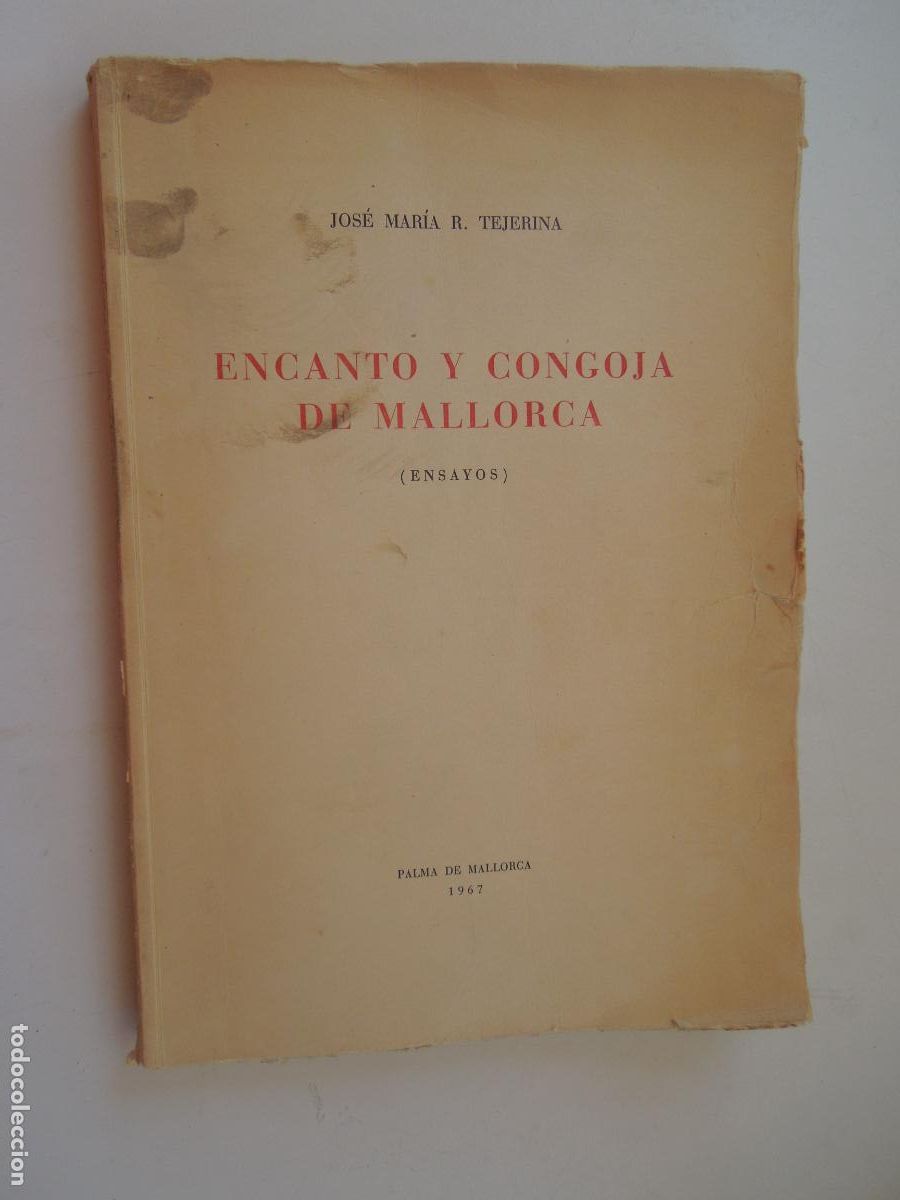 JOSÉ MARÍA R. TEJERINA
ENCANTO Y CONGOJA
DE MALLORCA
(ENSAYOS)
PALMA DE MALLORCA
1967
todocoleccion